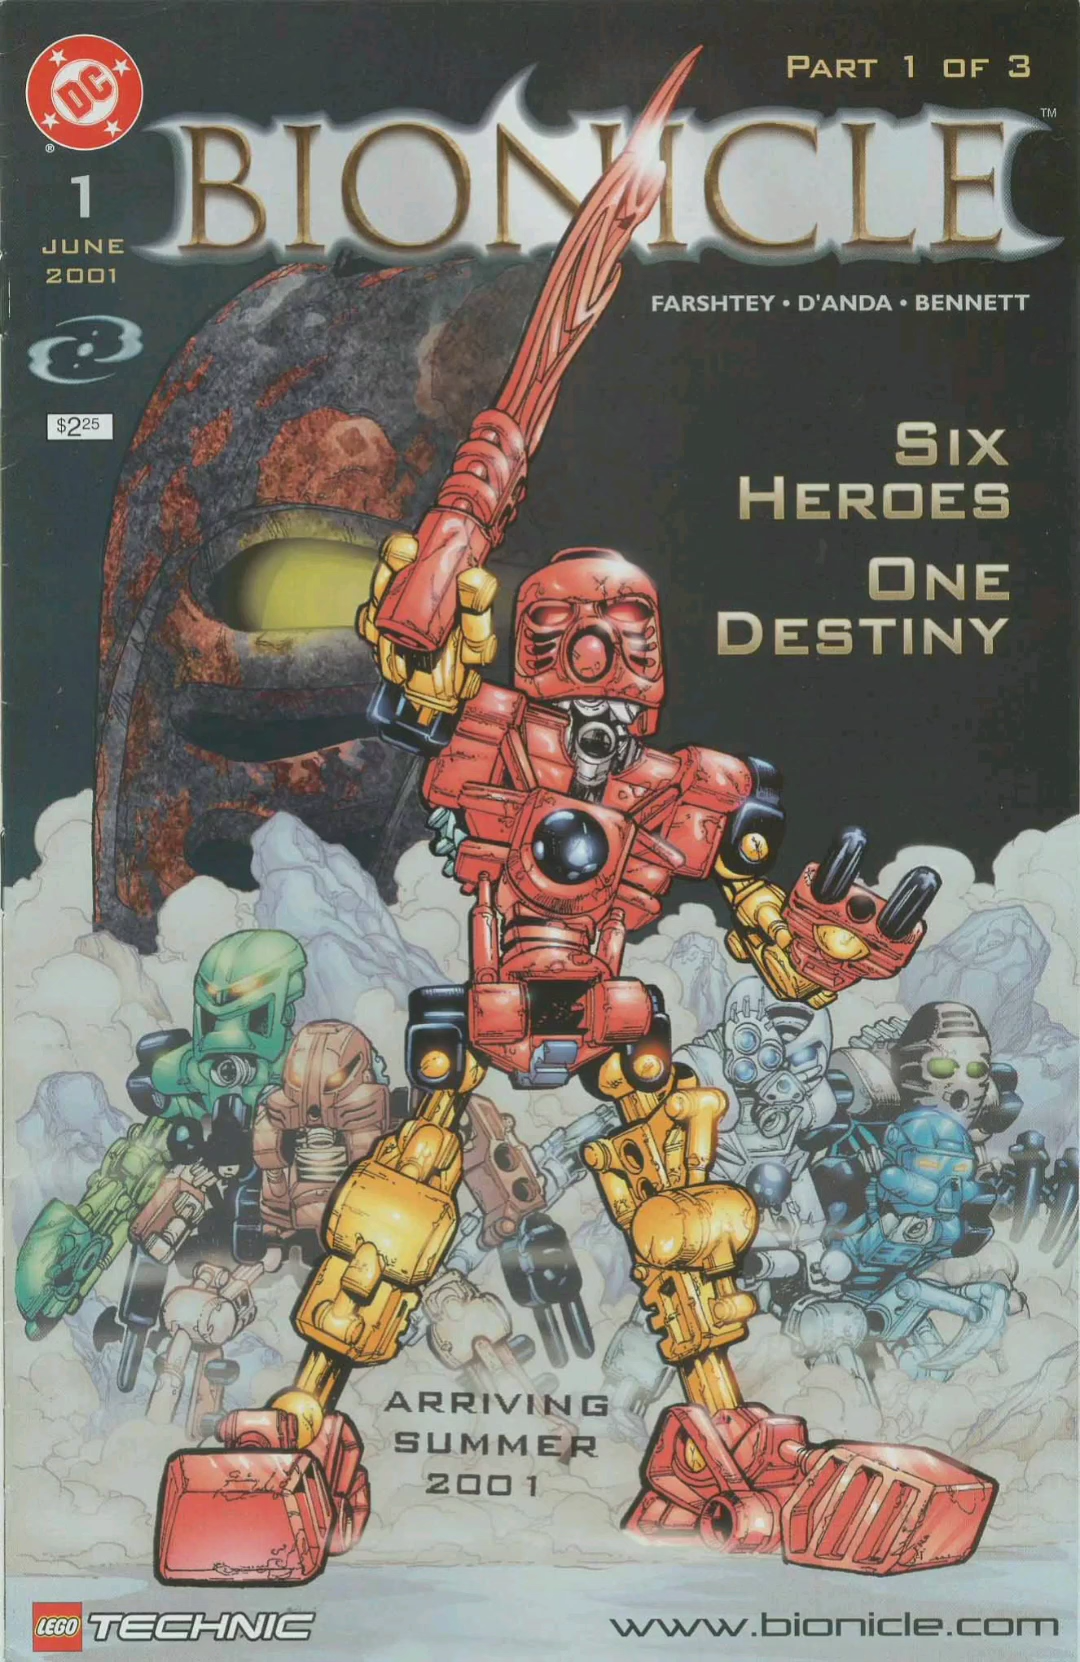 PART 1 OF 3
DC
®
BIONICLE
TM
1
JUNE
2001
FARSHTEY • D'ANDA • BENNETT
$2.25
SIX
HEROES
ONE
DESTINY
ARRIVING
SUMMER
2001
LEGO TECHNIC
www.bionicle.com